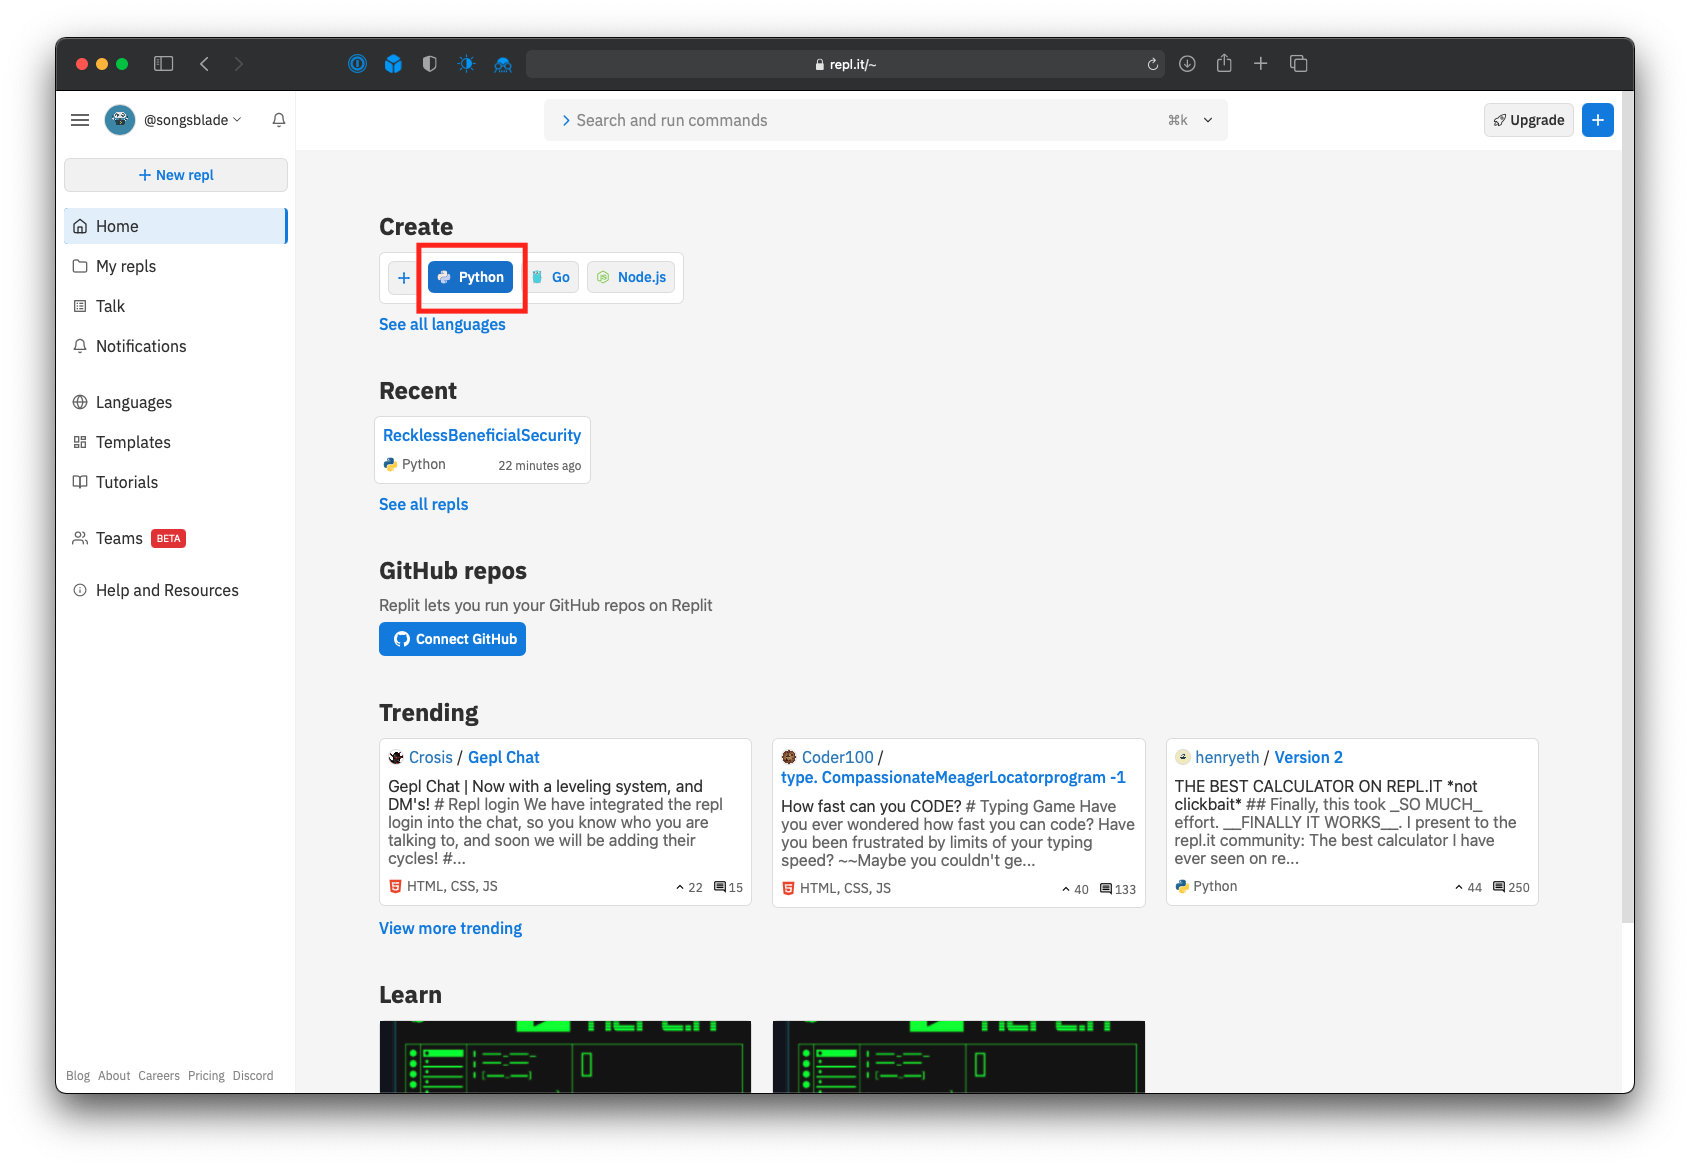 repl.it/~
@songsblade
Search and run commands
⌘k
Upgrade
+ New repl
Home
My repls
Talk
Notifications
Languages
Templates
Tutorials
Teams BETA
Help and Resources
Blog About Careers Pricing Discord
Create
+ Python Go Node.js
See all languages
Recent
RecklessBeneficialSecurity
Python 22 minutes ago
See all repls
GitHub repos
Replit lets you run your GitHub repos on Replit
Connect GitHub
Trending
Crosis / Gepl Chat
Gepl Chat | Now with a leveling system, and
DM's! # Repl login We have integrated the repl
login into the chat, so you know who you are
talking to, and soon we will be adding their
cycles! #...
HTML, CSS, JS 22 15
Coder100 /
type. CompassionateMeagerLocatorprogram -1
How fast can you CODE? # Typing Game Have
you ever wondered how fast you can code? Have
you been frustrated by limits of your typing
speed? ~~Maybe you couldn't ge...
HTML, CSS, JS 40 133
henryeth / Version 2
THE BEST CALCULATOR ON REPL.IT *not
clickbait* ## Finally, this took _SO MUCH_
effort. __FINALLY IT WORKS__. I present to the
repl.it community: The best calculator I have
ever seen on re...
Python 44 250
View more trending
Learn